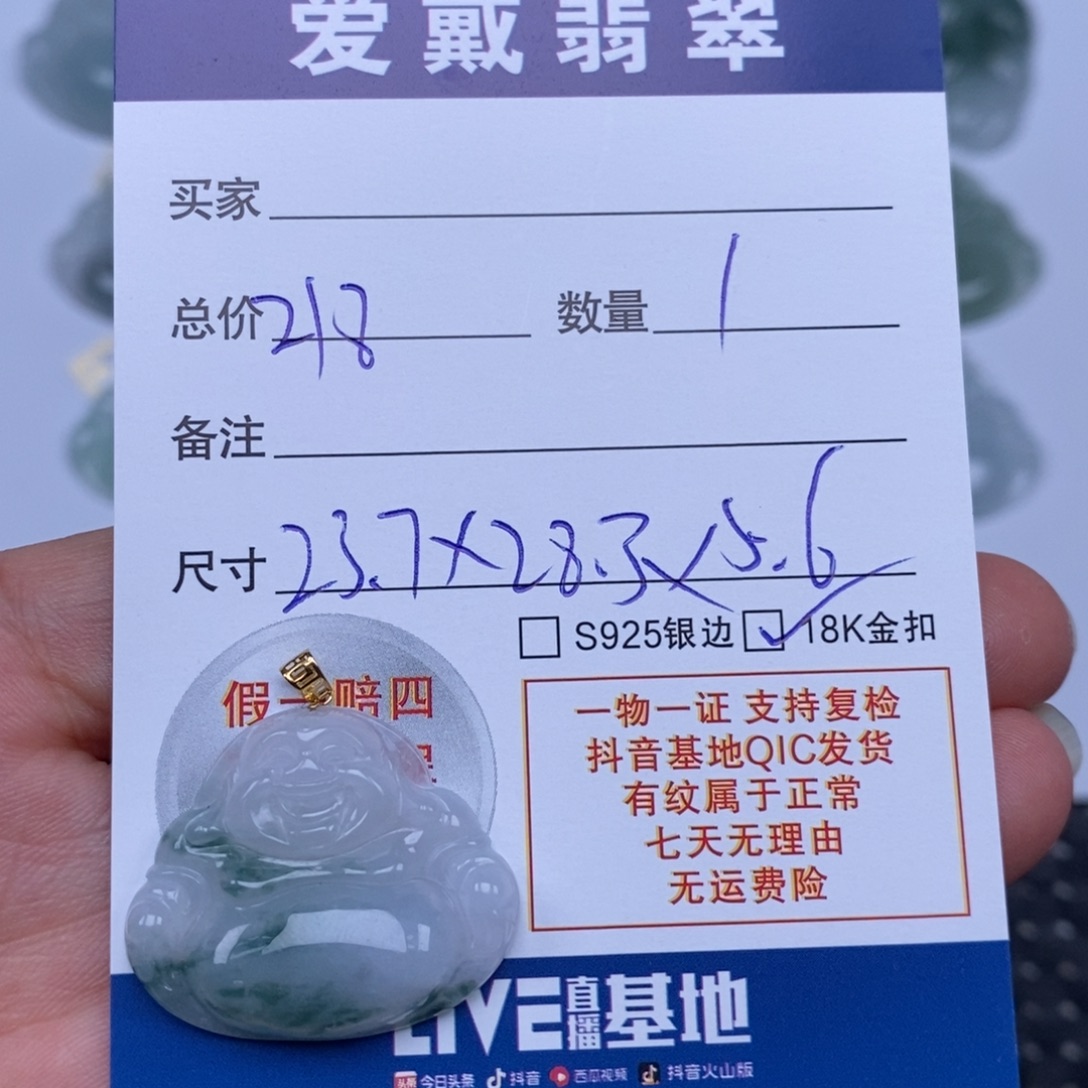 爱戴翡翠
买家
总价 218 数量 1
备注
尺寸 23.7×28.3×5.6
S925银边 18K金扣
假一赔四
一物一证 支持复检
抖音基地QIC发货
有纹属于正常
七天无理由
无运费险
LIVE直播基地
头条 今日头条 抖音 西瓜视频 抖音火山版